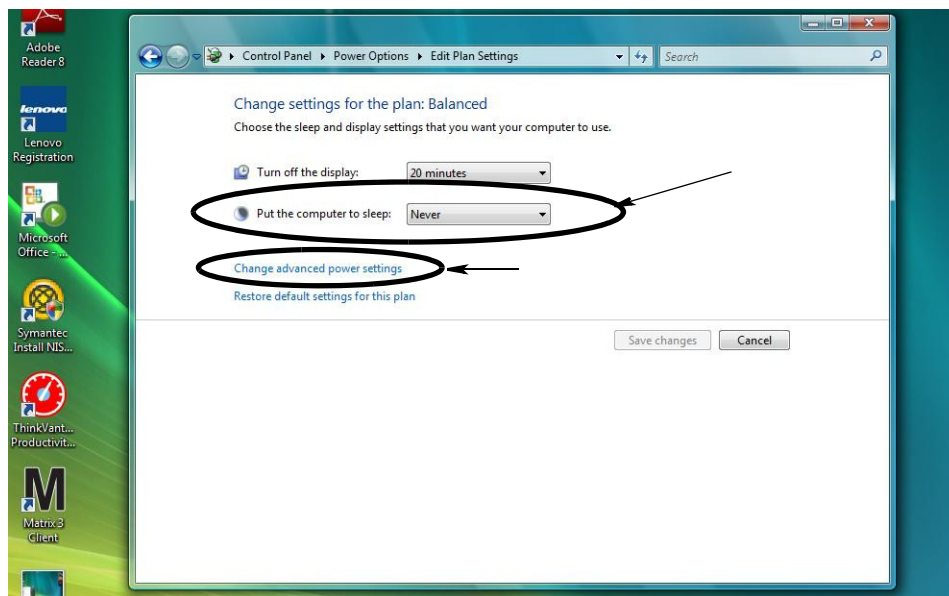 Adobe
Reader 8
lenovo
Lenovo
Registration
Microsoft
Office - ...
Symantec
Install NIS...
ThinkVant...
Productivit...
M
Matrix3
Client
Control Panel Power Options Edit Plan Settings
Search
Change settings for the plan: Balanced
Choose the sleep and display settings that you want your computer to use.
Turn off the display: 20 minutes
Put the computer to sleep: Never
Change advanced power settings
Restore default settings for this plan
Save changes Cancel